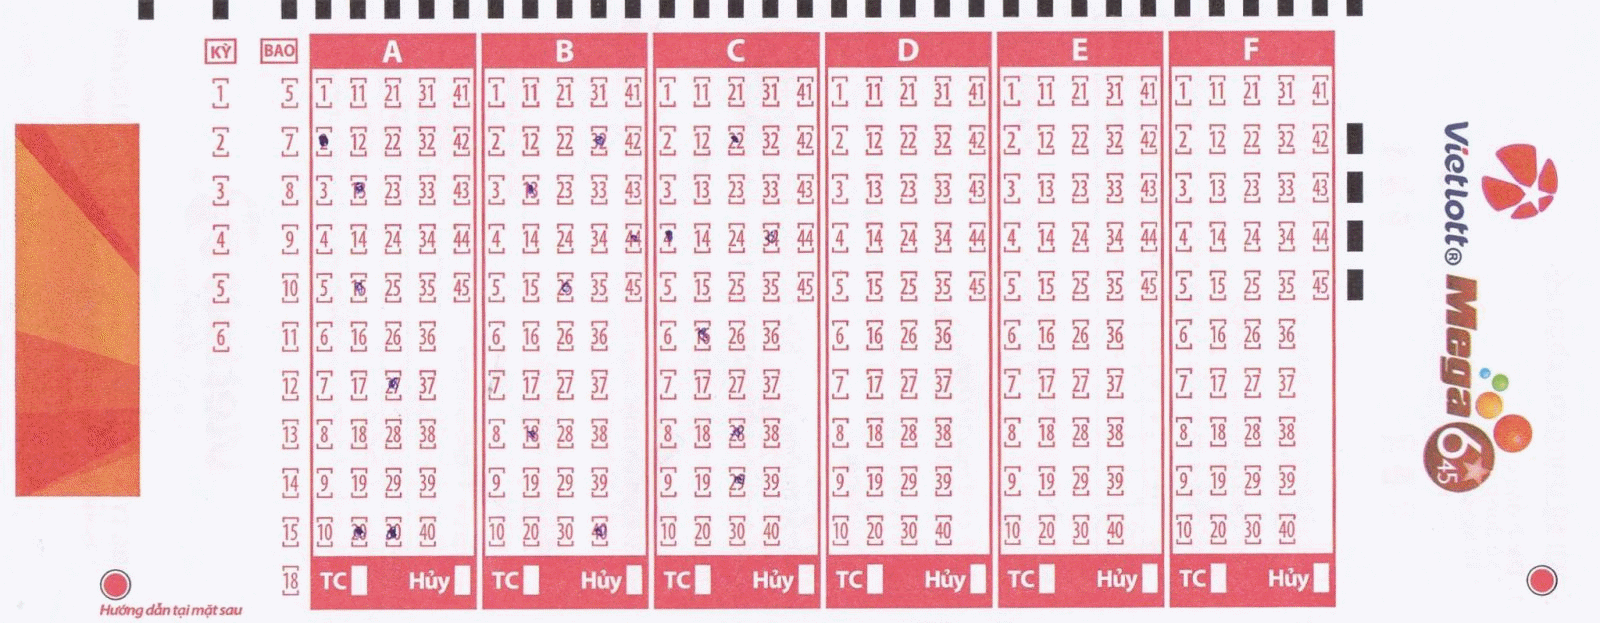 KỲ BAO A B C D E F
1 5 1 11 21 31 41 1 11 21 31 41 1 11 21 31 41 1 11 21 31 41 1 11 21 31 41 1 11 21 31 41
2 7 2 12 22 32 42 2 12 22 32 42 2 12 22 32 42 2 12 22 32 42 2 12 22 32 42 2 12 22 32 42
3 8 3 13 23 33 43 3 13 23 33 43 3 13 23 33 43 3 13 23 33 43 3 13 23 33 43 3 13 23 33 43
4 9 4 14 24 34 44 4 14 24 34 44 4 14 24 34 44 4 14 24 34 44 4 14 24 34 44 4 14 24 34 44
5 10 5 15 25 35 45 5 15 25 35 45 5 15 25 35 45 5 15 25 35 45 5 15 25 35 45 5 15 25 35 45
6 11 6 16 26 36 6 16 26 36 6 16 26 36 6 16 26 36 6 16 26 36 6 16 26 36
12 7 17 27 37 7 17 27 37 7 17 27 37 7 17 27 37 7 17 27 37 7 17 27 37
13 8 18 28 38 8 18 28 38 8 18 28 38 8 18 28 38 8 18 28 38 8 18 28 38
14 9 19 29 39 9 19 29 39 9 19 29 39 9 19 29 39 9 19 29 39 9 19 29 39
15 10 20 30 40 10 20 30 40 10 20 30 40 10 20 30 40 10 20 30 40 10 20 30 40
18 TC Hủy TC Hủy TC Hủy TC Hủy TC Hủy TC Hủy
Hướng dẫn tại mặt sau
Vietlott®
Mega 6/45